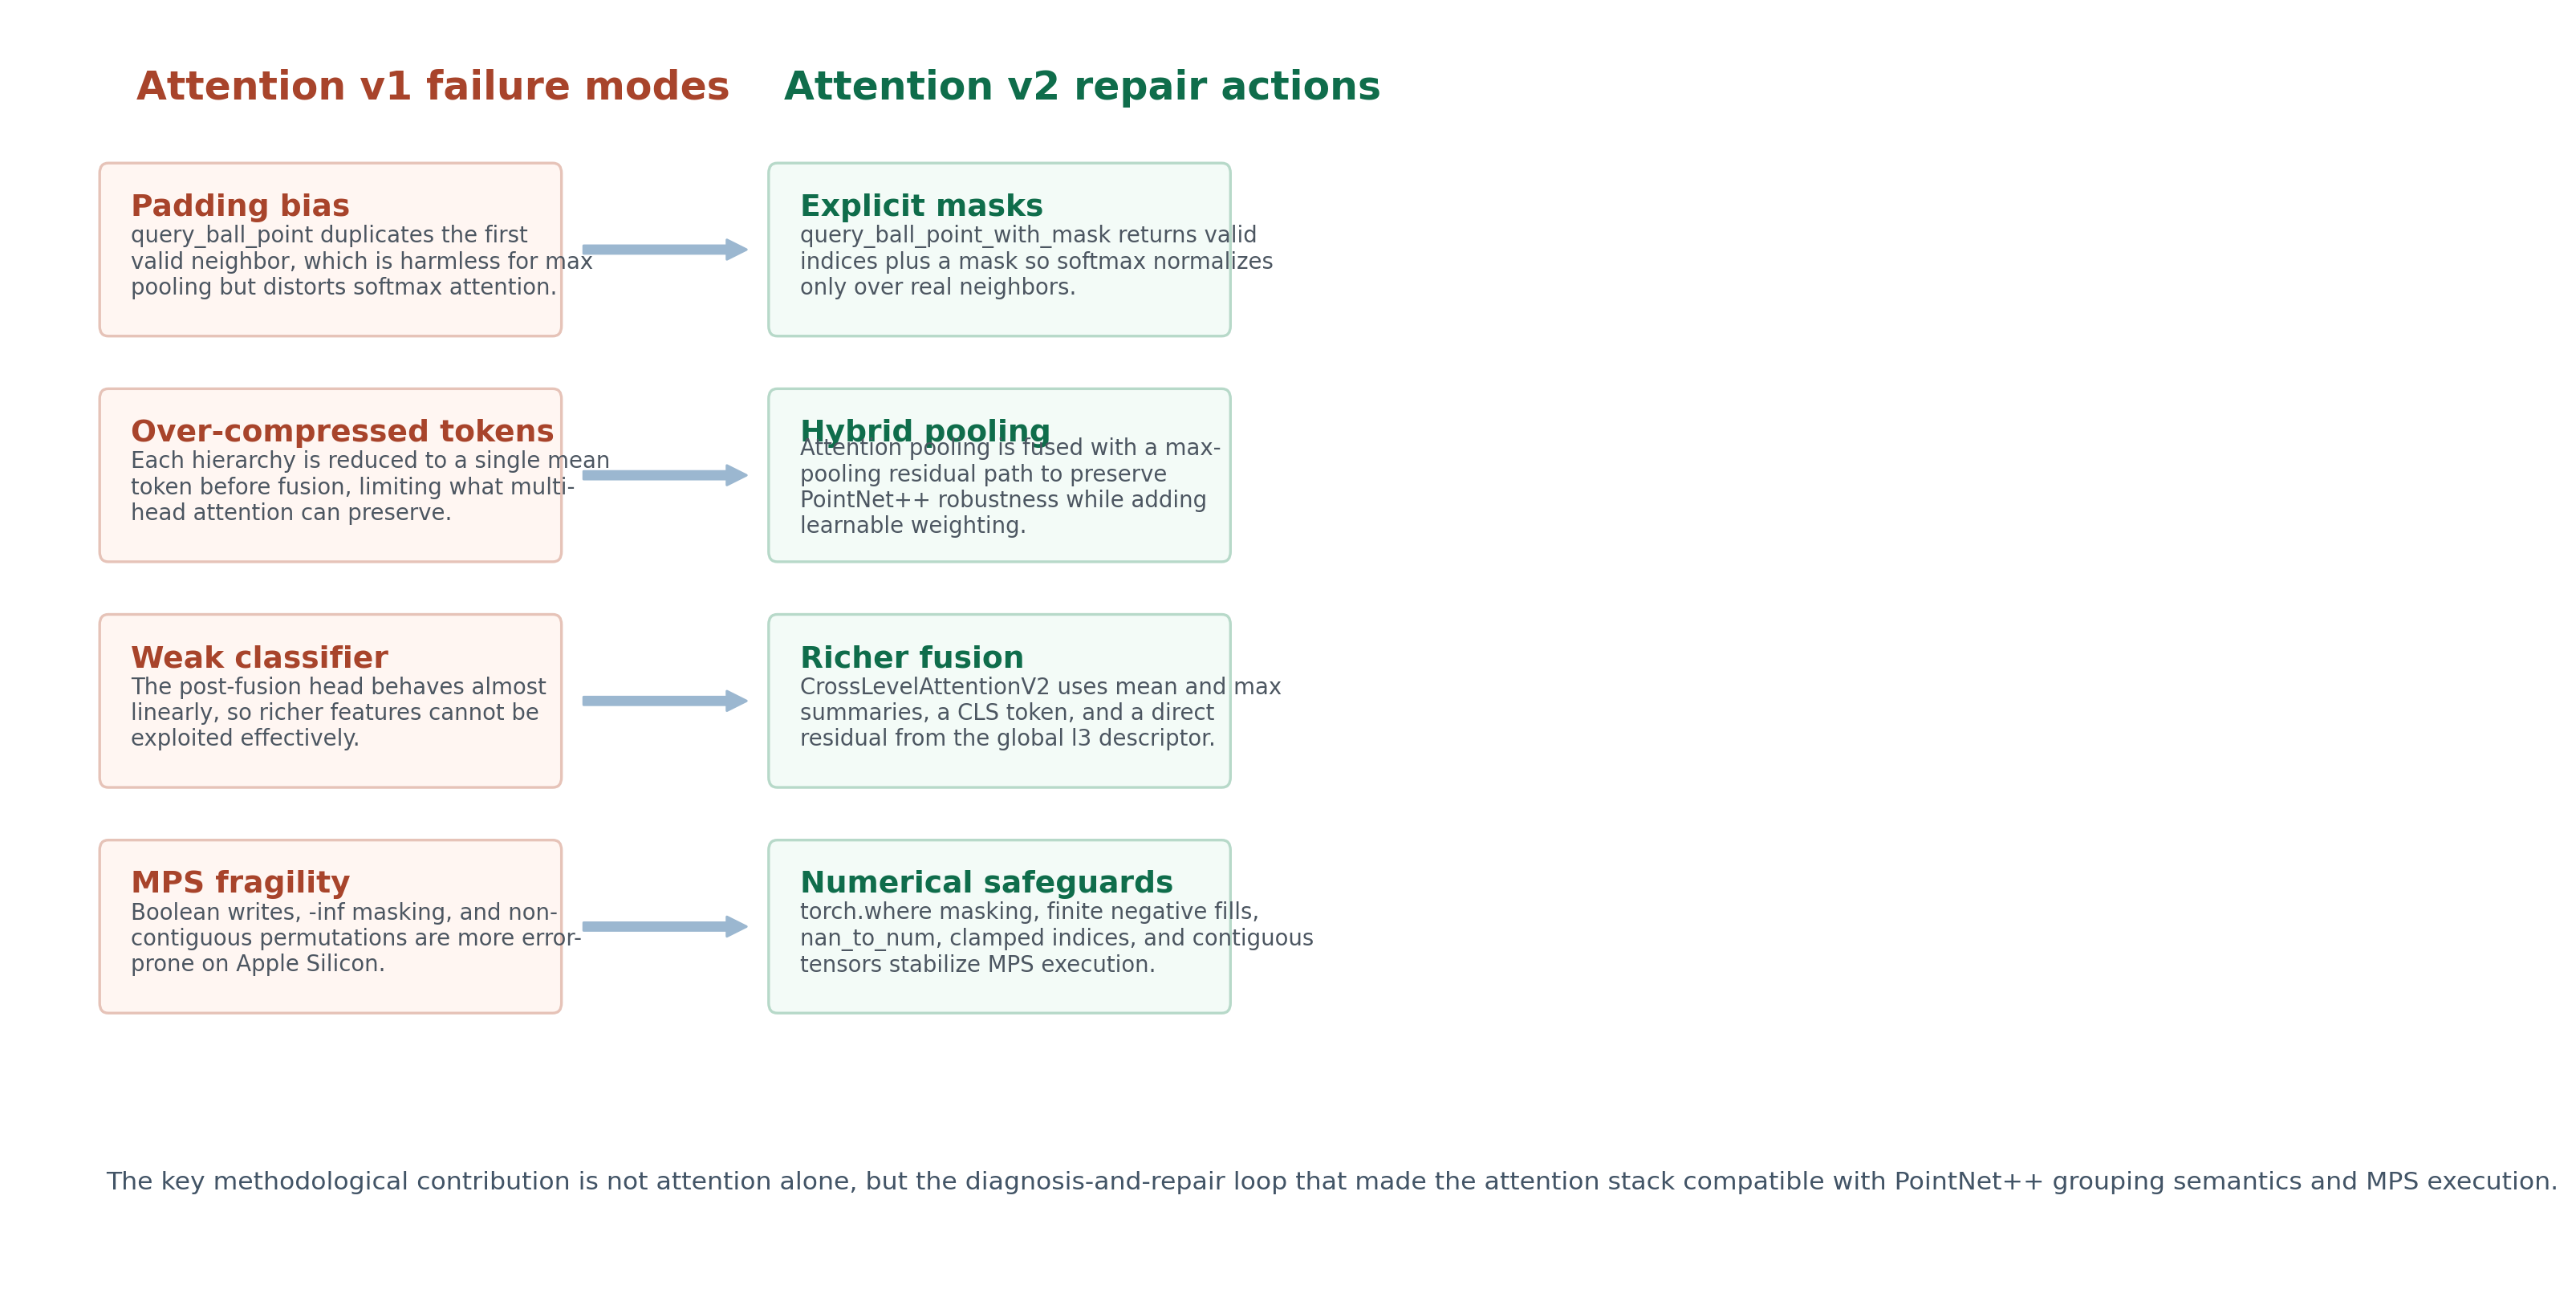 Attention v1 failure modes
Attention v2 repair actions
Padding bias
query_ball_point duplicates the first
valid neighbor, which is harmless for max
pooling but distorts softmax attention.
Explicit masks
query_ball_point_with_mask returns valid
indices plus a mask so softmax normalizes
only over real neighbors.
Over-compressed tokens
Each hierarchy is reduced to a single mean
token before fusion, limiting what multi-
head attention can preserve.
Hybrid pooling
Attention pooling is fused with a max-
pooling residual path to preserve
PointNet++ robustness while adding
learnable weighting.
Weak classifier
The post-fusion head behaves almost
linearly, so richer features cannot be
exploited effectively.
Richer fusion
CrossLevelAttentionV2 uses mean and max
summaries, a CLS token, and a direct
residual from the global l3 descriptor.
MPS fragility
Boolean writes, -inf masking, and non-
contiguous permutations are more error-
prone on Apple Silicon.
Numerical safeguards
torch.where masking, finite negative fills,
nan_to_num, clamped indices, and contiguous
tensors stabilize MPS execution.
The key methodological contribution is not attention alone, but the diagnosis-and-repair loop that made the attention stack compatible with PointNet++ grouping semantics and MPS execution.